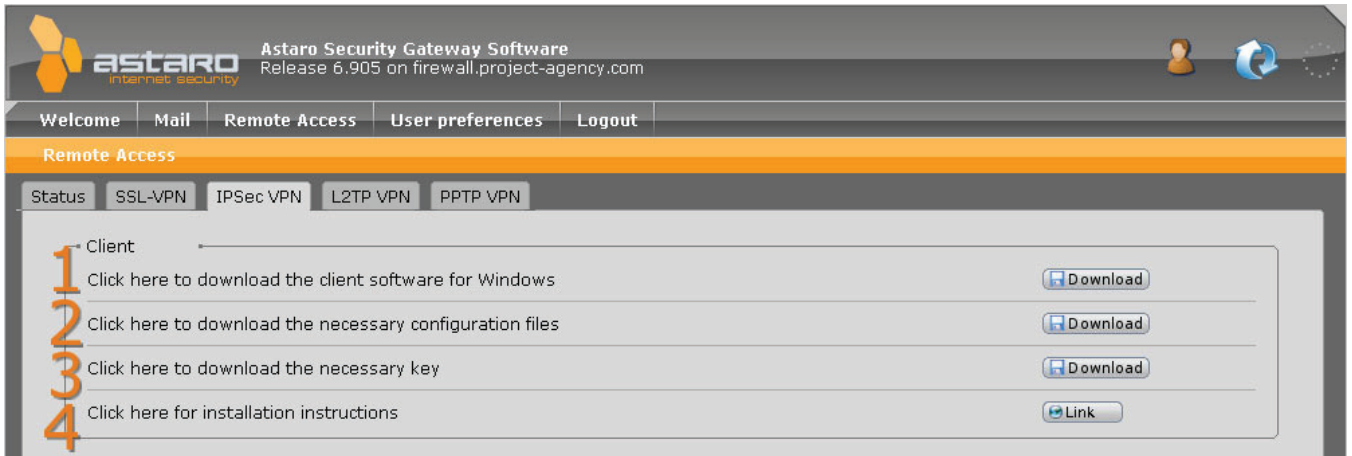 astaro
internet security
Astaro Security Gateway Software
Release 6.905 on firewall.project-agency.com
Welcome Mail Remote Access User preferences Logout
Remote Access
Status SSL-VPN IPSec VPN L2TP VPN PPTP VPN
Client
1 Click here to download the client software for Windows Download
2 Click here to download the necessary configuration files Download
3 Click here to download the necessary key Download
4 Click here for installation instructions Link